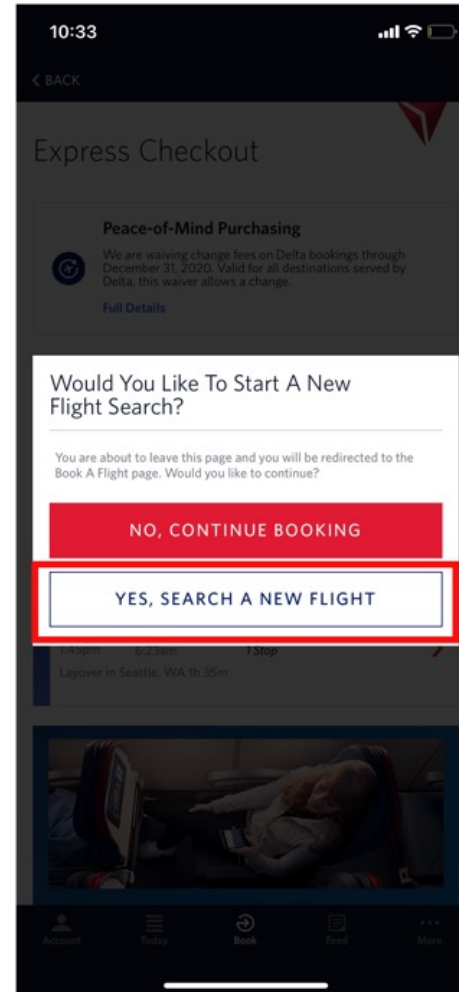 10:33
< BACK
Express Checkout
Peace-of-Mind Purchasing
We are waiving change fees on Delta bookings through
December 31, 2020. Valid for all destinations served by
Delta, this waiver allows a change.
Full Details
Would You Like To Start A New
Flight Search?
You are about to leave this page and you will be redirected to the
Book A Flight page. Would you like to continue?
NO, CONTINUE BOOKING
YES, SEARCH A NEW FLIGHT
1:45pm 6:23am 1 Stop
Layover in Seattle, WA 1h 35m
Account Today Book Feed More